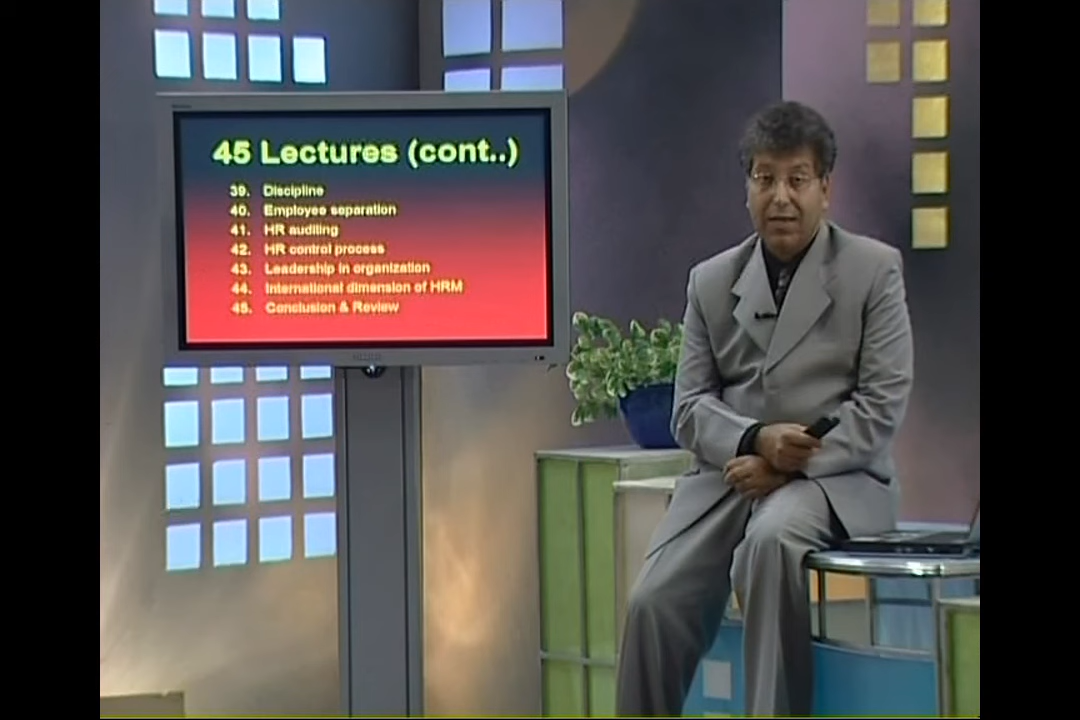 45 Lectures (cont..)
39. Discipline
40. Employee separation
41. HR auditing
42. HR control process
43. Leadership in organization
44. International dimension of HRM
45. Conclusion & Review